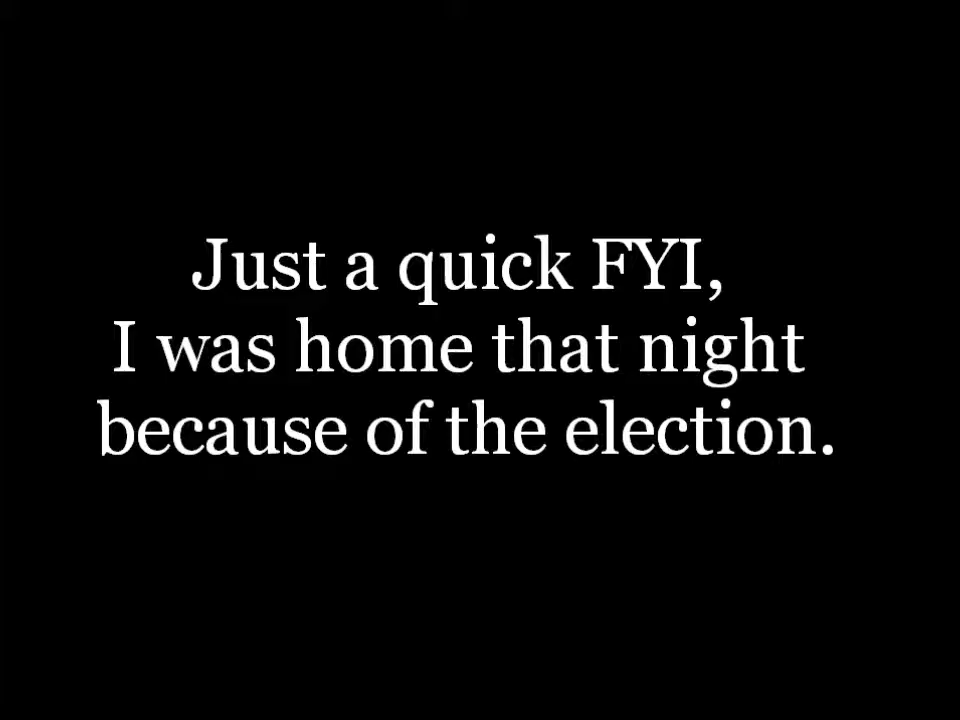 Just a quick FYI,
I was home that night
because of the election.